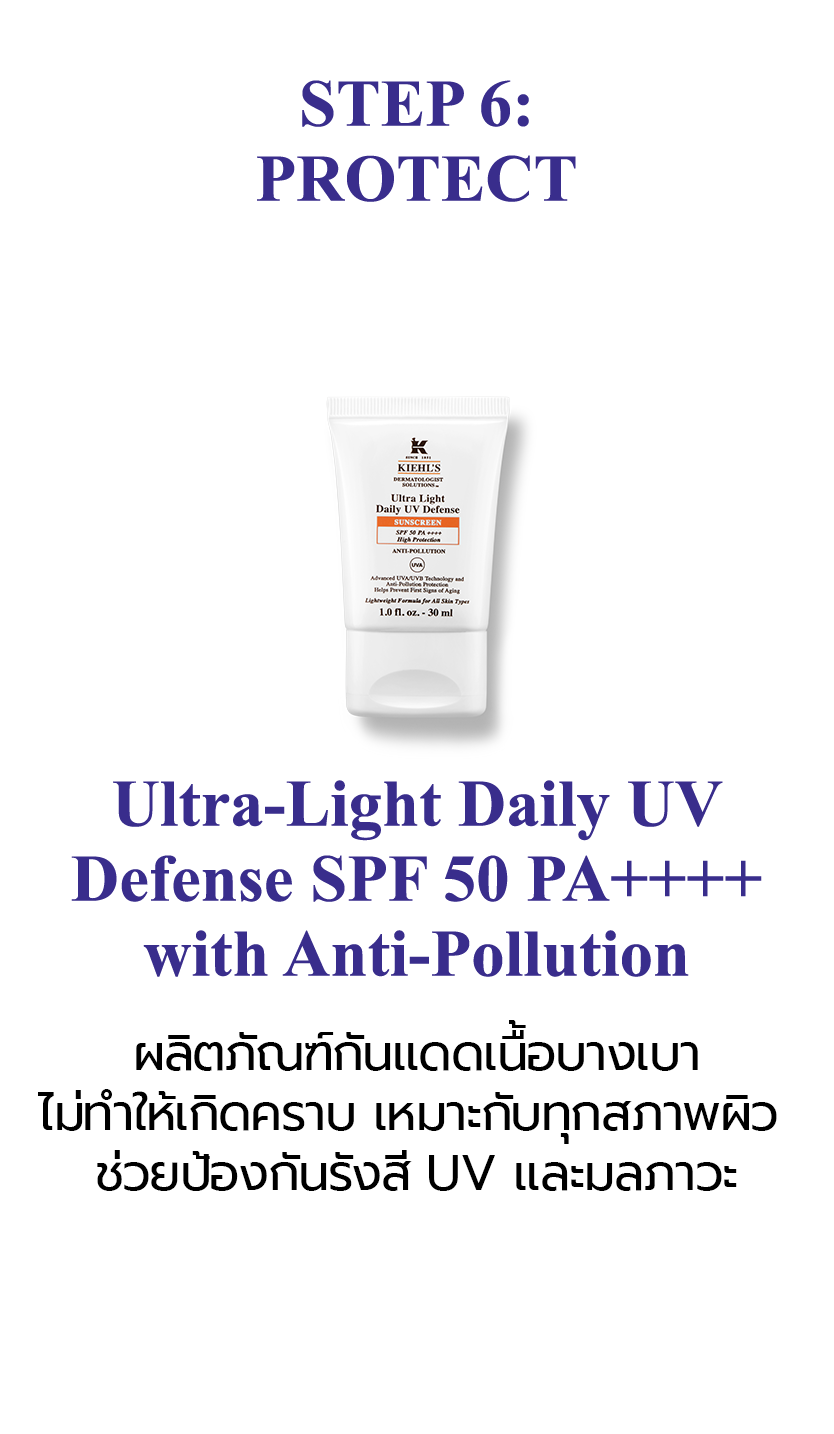 STEP 6:
PROTECT
K
SINCE 1851
KIEHL'S
DERMATOLOGIST
SOLUTIONS™
Ultra Light
Daily UV Defense
SUNSCREEN
SPF 50 PA ++++
High Protection
ANTI-POLLUTION
UVA
Advanced UVA/UVB Technology and
Anti-Pollution Protection
Helps Prevent First Signs of Aging
Lightweight Formula for All Skin Types
1.0 fl. oz. - 30 ml
Ultra-Light Daily UV
Defense SPF 50 PA++++
with Anti-Pollution
ผลิตภัณฑ์กันแดดเนื้อบางเบา
ไม่ทำให้เกิดคราบ เหมาะกับทุกสภาพผิว
ช่วยป้องกันรังสี UV และมลภาวะ